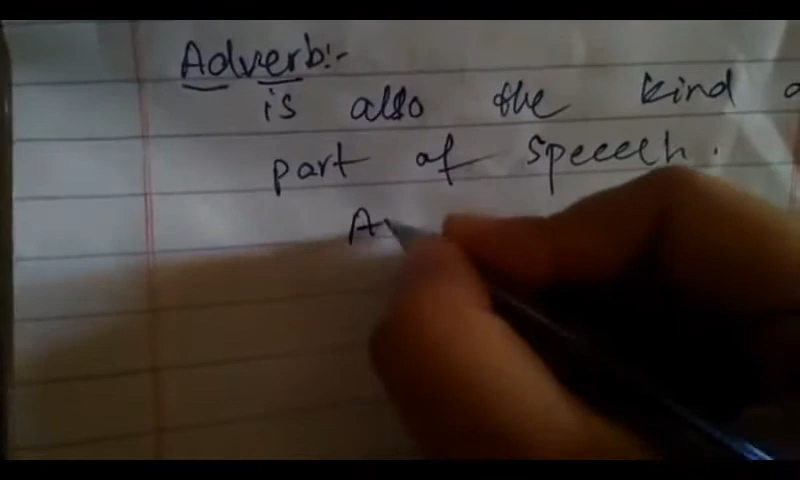 Adverb:-
is also the kind
part of speeech.
A